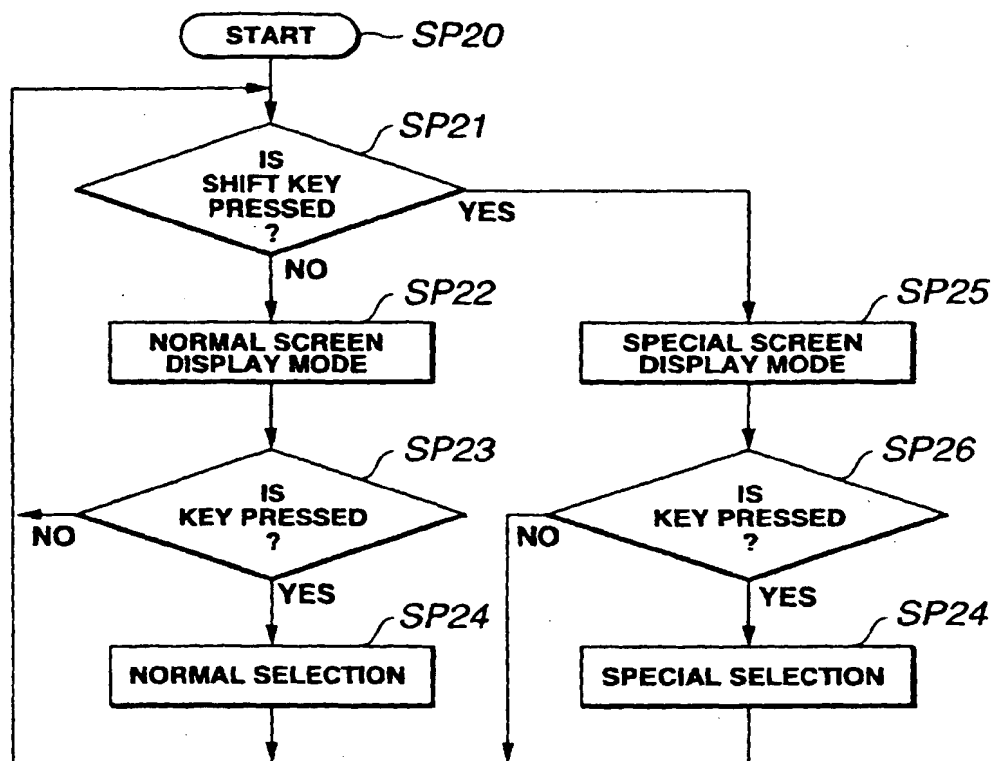 START
SP20
SP21
IS
SHIFT KEY
PRESSED
?
YES
NO
SP22
NORMAL SCREEN
DISPLAY MODE
SP25
SPECIAL SCREEN
DISPLAY MODE
SP23
IS
KEY PRESSED
?
NO
YES
SP26
IS
KEY PRESSED
?
NO
YES
SP24
NORMAL SELECTION
SP24
SPECIAL SELECTION